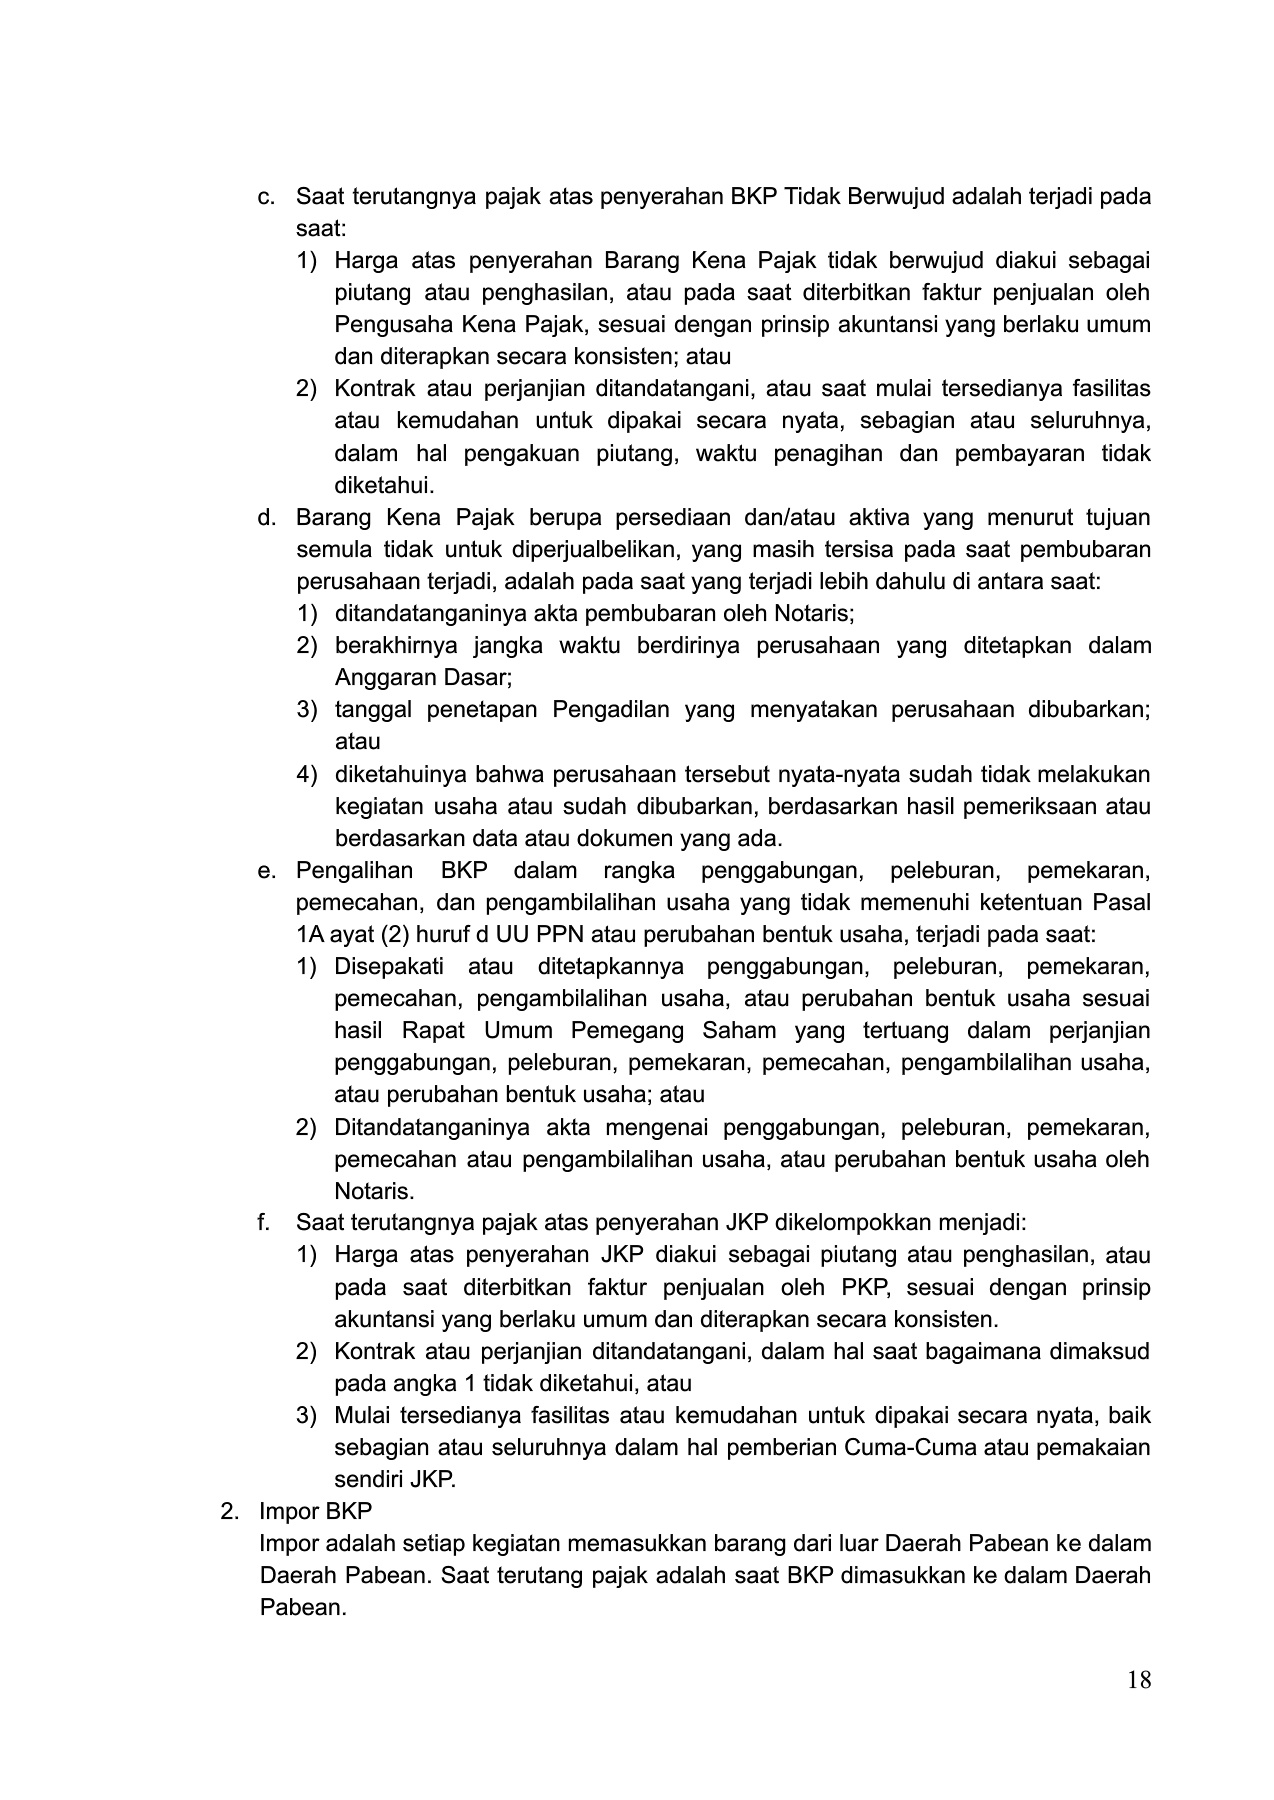 c. Saat terutangnya pajak atas penyerahan BKP Tidak Berwujud adalah terjadi pada
saat:
1) Harga atas penyerahan Barang Kena Pajak tidak berwujud diakui sebagai
piutang atau penghasilan, atau pada saat diterbitkan faktur penjualan oleh
Pengusaha Kena Pajak, sesuai dengan prinsip akuntansi yang berlaku umum
dan diterapkan secara konsisten; atau
2) Kontrak atau perjanjian ditandatangani, atau saat mulai tersedianya fasilitas
atau kemudahan untuk dipakai secara nyata, sebagian atau seluruhnya,
dalam hal pengakuan piutang, waktu penagihan dan pembayaran tidak
diketahui.
d. Barang Kena Pajak berupa persediaan dan/atau aktiva yang menurut tujuan
semula tidak untuk diperjualbelikan, yang masih tersisa pada saat pembubaran
perusahaan terjadi, adalah pada saat yang terjadi lebih dahulu di antara saat:
1) ditandatanganinya akta pembubaran oleh Notaris;
2) berakhirnya jangka waktu berdirinya perusahaan yang ditetapkan dalam
Anggaran Dasar;
3) tanggal penetapan Pengadilan yang menyatakan perusahaan dibubarkan;
atau
4) diketahuinya bahwa perusahaan tersebut nyata-nyata sudah tidak melakukan
kegiatan usaha atau sudah dibubarkan, berdasarkan hasil pemeriksaan atau
berdasarkan data atau dokumen yang ada.
e. Pengalihan BKP dalam rangka penggabungan, peleburan, pemekaran,
pemecahan, dan pengambilalihan usaha yang tidak memenuhi ketentuan Pasal
1A ayat (2) huruf d UU PPN atau perubahan bentuk usaha, terjadi pada saat:
1) Disepakati atau ditetapkannya penggabungan, peleburan, pemekaran,
pemecahan, pengambilalihan usaha, atau perubahan bentuk usaha sesuai
hasil Rapat Umum Pemegang Saham yang tertuang dalam perjanjian
penggabungan, peleburan, pemekaran, pemecahan, pengambilalihan usaha,
atau perubahan bentuk usaha; atau
2) Ditandatanganinya akta mengenai penggabungan, peleburan, pemekaran,
pemecahan atau pengambilalihan usaha, atau perubahan bentuk usaha oleh
Notaris.
f. Saat terutangnya pajak atas penyerahan JKP dikelompokkan menjadi:
1) Harga atas penyerahan JKP diakui sebagai piutang atau penghasilan, atau
pada saat diterbitkan faktur penjualan oleh PKP, sesuai dengan prinsip
akuntansi yang berlaku umum dan diterapkan secara konsisten.
2) Kontrak atau perjanjian ditandatangani, dalam hal saat bagaimana dimaksud
pada angka 1 tidak diketahui, atau
3) Mulai tersedianya fasilitas atau kemudahan untuk dipakai secara nyata, baik
sebagian atau seluruhnya dalam hal pemberian Cuma-Cuma atau pemakaian
sendiri JKP.
2. Impor BKP
Impor adalah setiap kegiatan memasukkan barang dari luar Daerah Pabean ke dalam
Daerah Pabean. Saat terutang pajak adalah saat BKP dimasukkan ke dalam Daerah
Pabean.
18